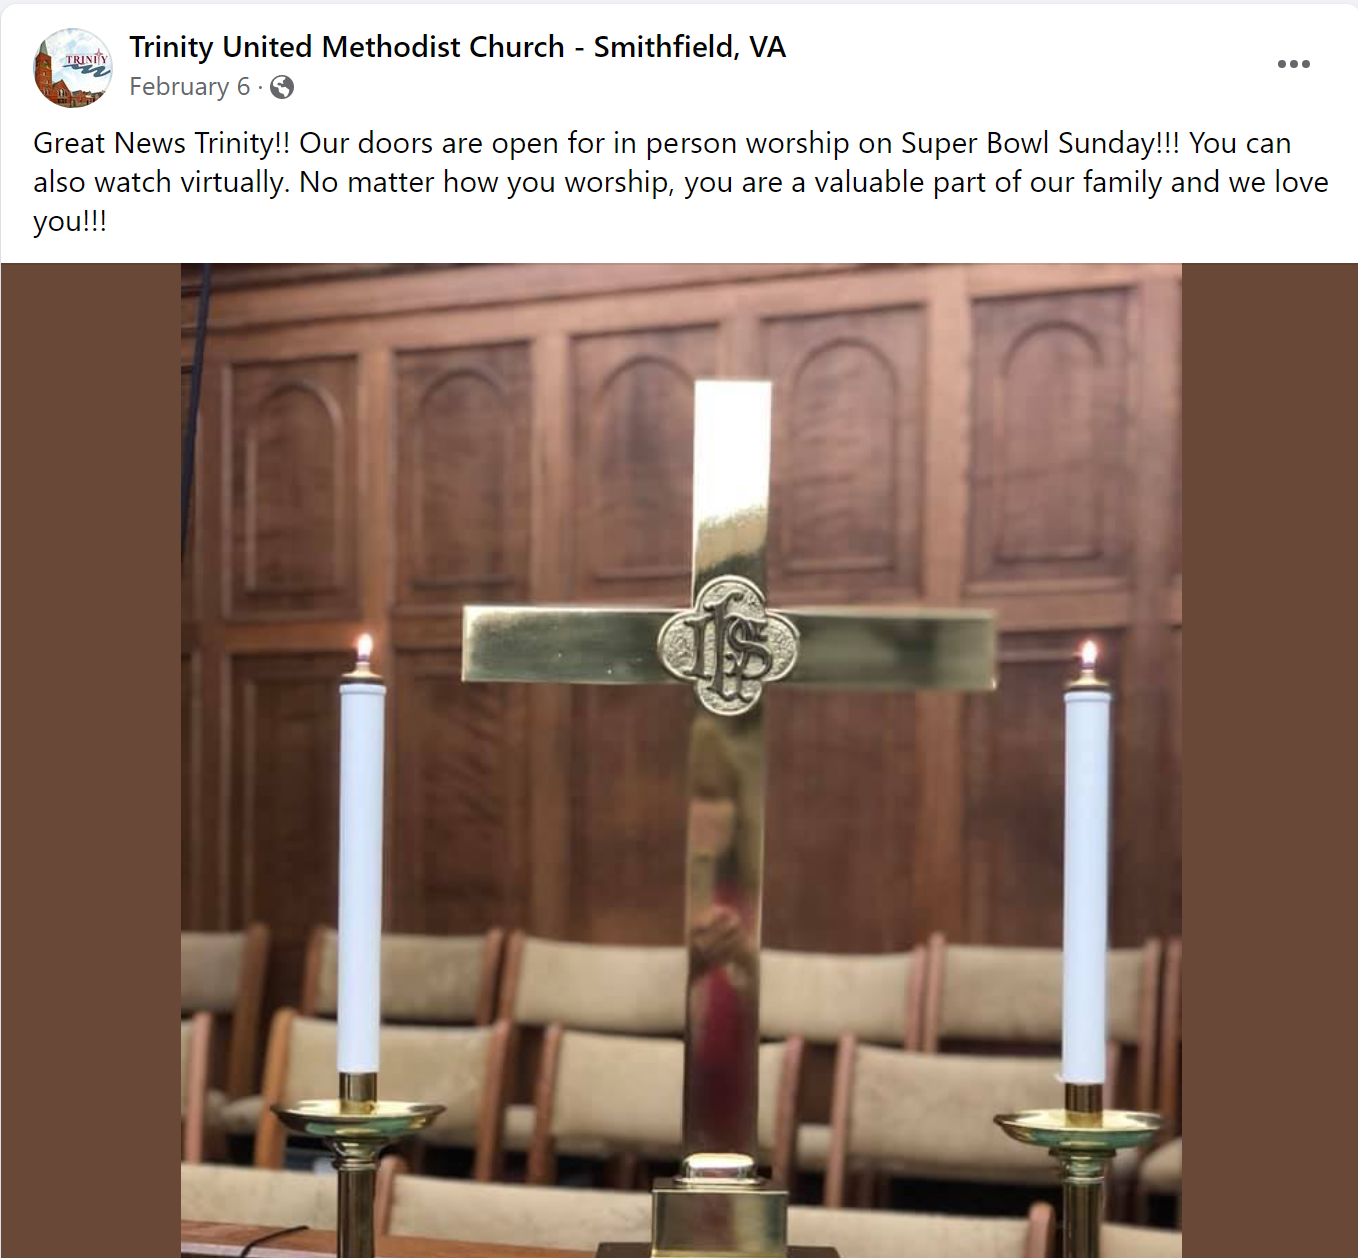 TRINITY
Trinity United Methodist Church - Smithfield, VA
February 6 ·
Great News Trinity!! Our doors are open for in person worship on Super Bowl Sunday!!! You can
also watch virtually. No matter how you worship, you are a valuable part of our family and we love
you!!!
IHS